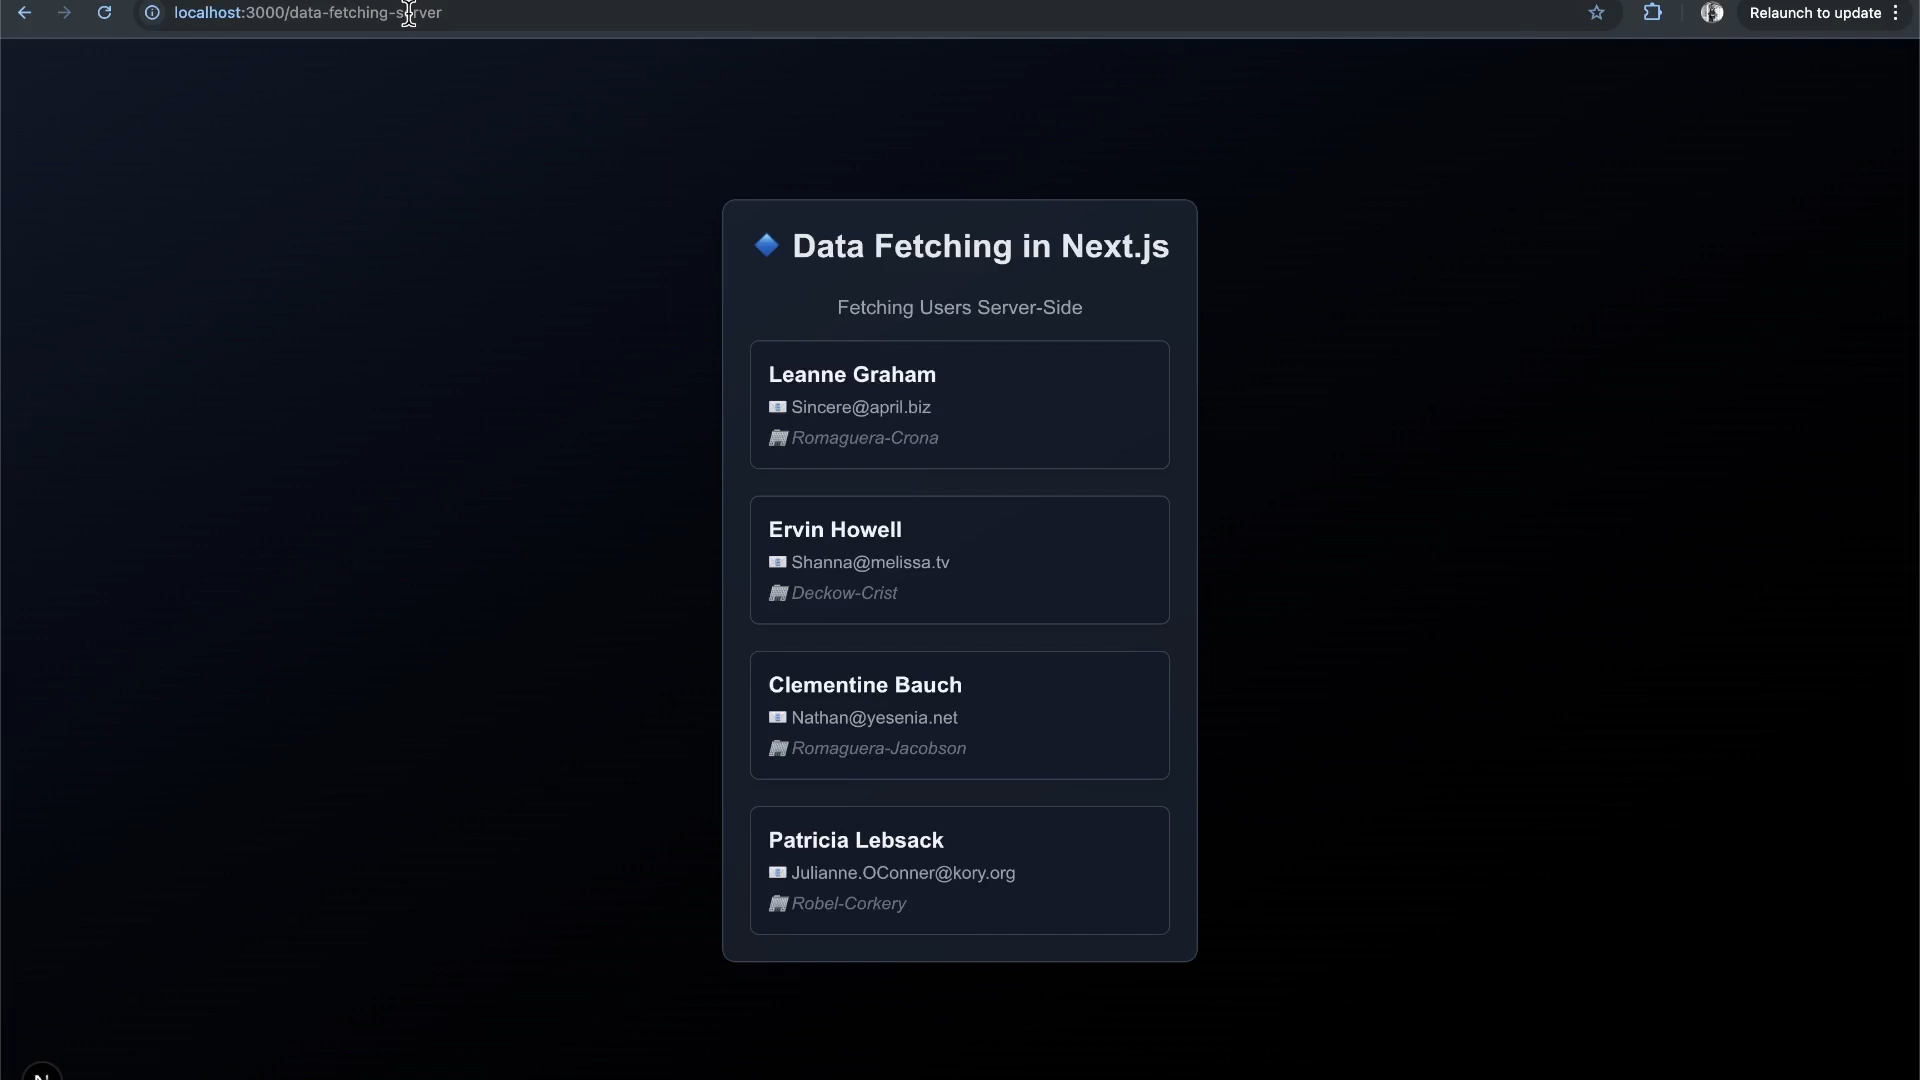 localhost:3000/data-fetching-server
Relaunch to update
Data Fetching in Next.js
Fetching Users Server-Side
Leanne Graham
Sincere@april.biz
Romaguera-Crona
Ervin Howell
Shanna@melissa.tv
Deckow-Crist
Clementine Bauch
Nathan@yesenia.net
Romaguera-Jacobson
Patricia Lebsack
Julianne.OConner@kory.org
Robel-Corkery
N